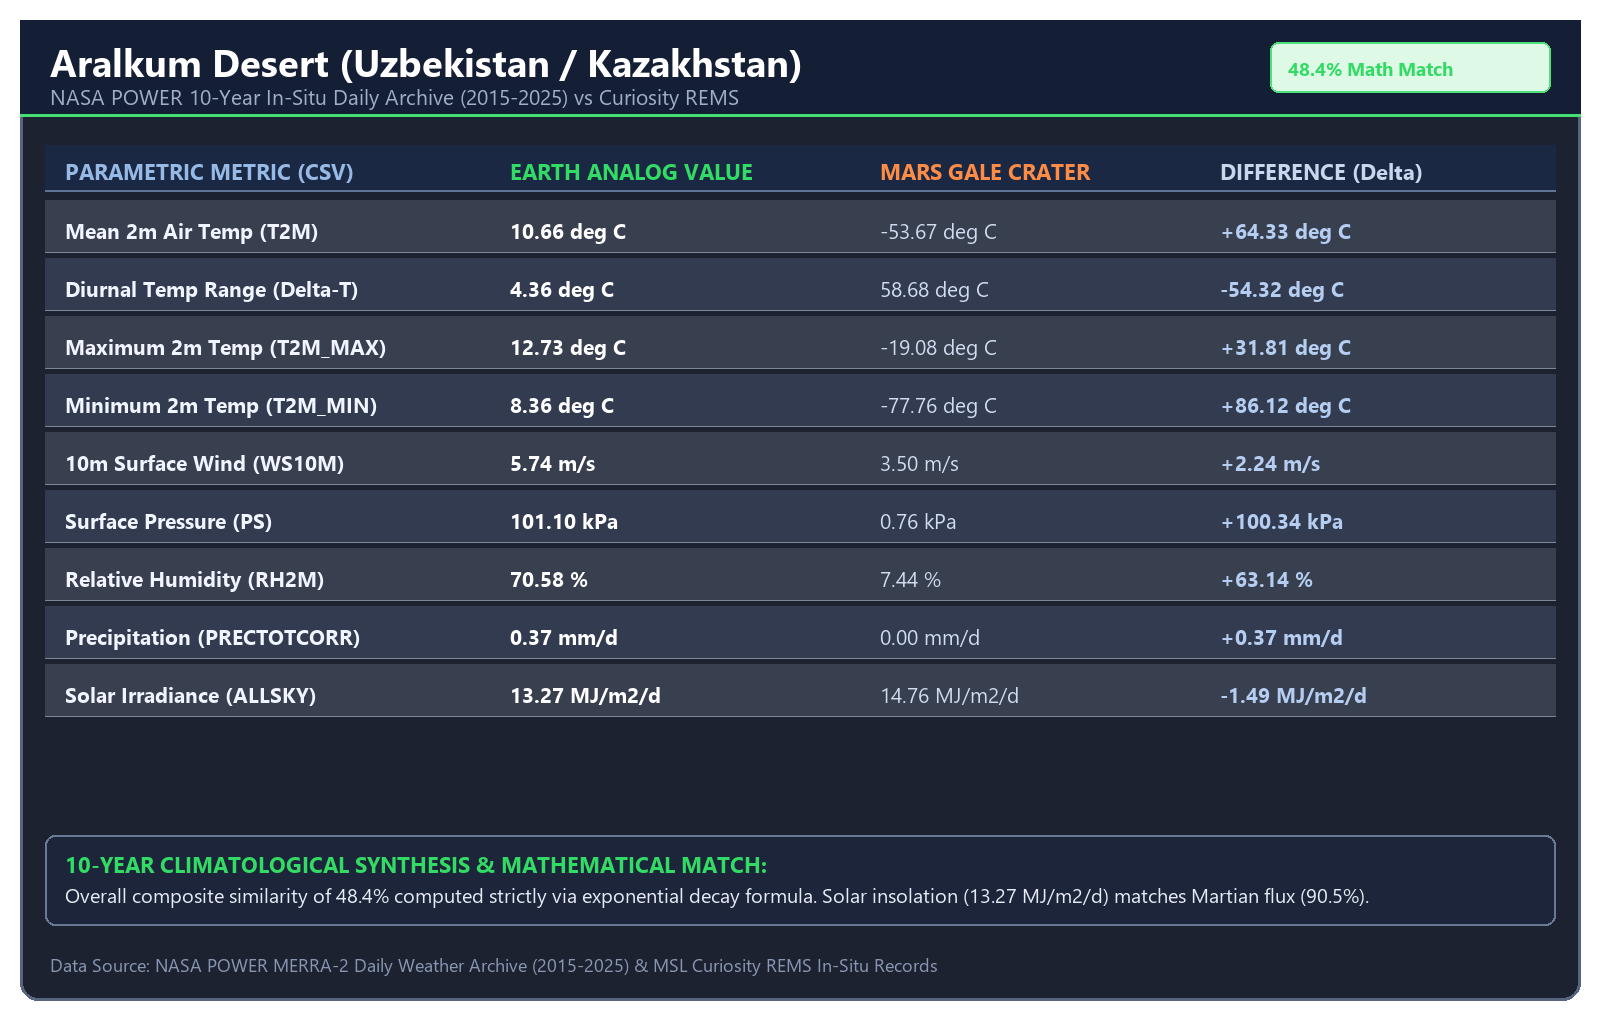 Aralkum Desert (Uzbekistan / Kazakhstan)
NASA POWER 10-Year In-Situ Daily Archive (2015-2025) vs Curiosity REMS
48.4% Math Match
PARAMETRIC METRIC (CSV) EARTH ANALOG VALUE MARS GALE CRATER DIFFERENCE (Delta)
Mean 2m Air Temp (T2M) 10.66 deg C -53.67 deg C +64.33 deg C
Diurnal Temp Range (Delta-T) 4.36 deg C 58.68 deg C -54.32 deg C
Maximum 2m Temp (T2M_MAX) 12.73 deg C -19.08 deg C +31.81 deg C
Minimum 2m Temp (T2M_MIN) 8.36 deg C -77.76 deg C +86.12 deg C
10m Surface Wind (WS10M) 5.74 m/s 3.50 m/s +2.24 m/s
Surface Pressure (PS) 101.10 kPa 0.76 kPa +100.34 kPa
Relative Humidity (RH2M) 70.58 % 7.44 % +63.14 %
Precipitation (PRECTOTCORR) 0.37 mm/d 0.00 mm/d +0.37 mm/d
Solar Irradiance (ALLSKY) 13.27 MJ/m2/d 14.76 MJ/m2/d -1.49 MJ/m2/d
10-YEAR CLIMATOLOGICAL SYNTHESIS & MATHEMATICAL MATCH:
Overall composite similarity of 48.4% computed strictly via exponential decay formula. Solar insolation (13.27 MJ/m2/d) matches Martian flux (90.5%).
Data Source: NASA POWER MERRA-2 Daily Weather Archive (2015-2025) & MSL Curiosity REMS In-Situ Records